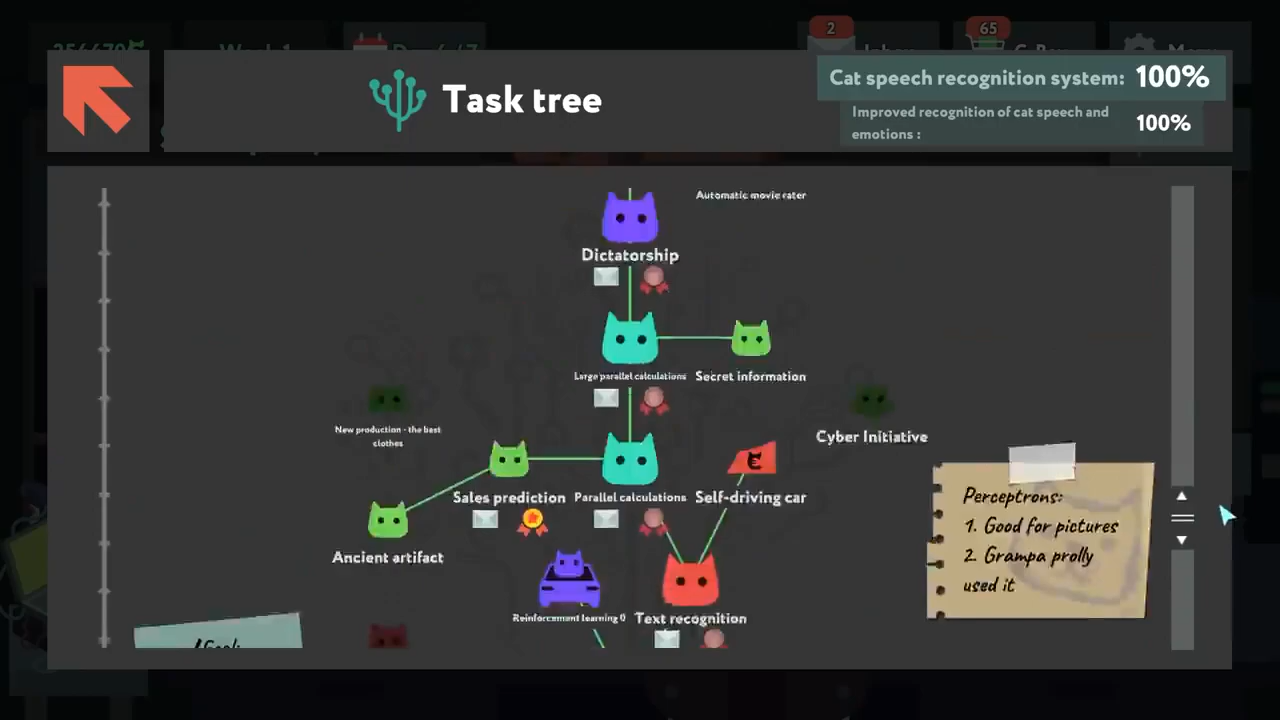 2
65
Task tree
Cat speech recognition system: 100%
Improved recognition of cat speech and
emotions : 100%
Automatic movie rater
Dictatorship
Large parallel calculations
Secret information
New production - the best
clothes
Cyber Initiative
Sales prediction
Parallel calculations
Self-driving car
Ancient artifact
Reinforcement learning 0
Text recognition
Perceptrons:
1. Good for pictures
2. Grampa prolly
used it